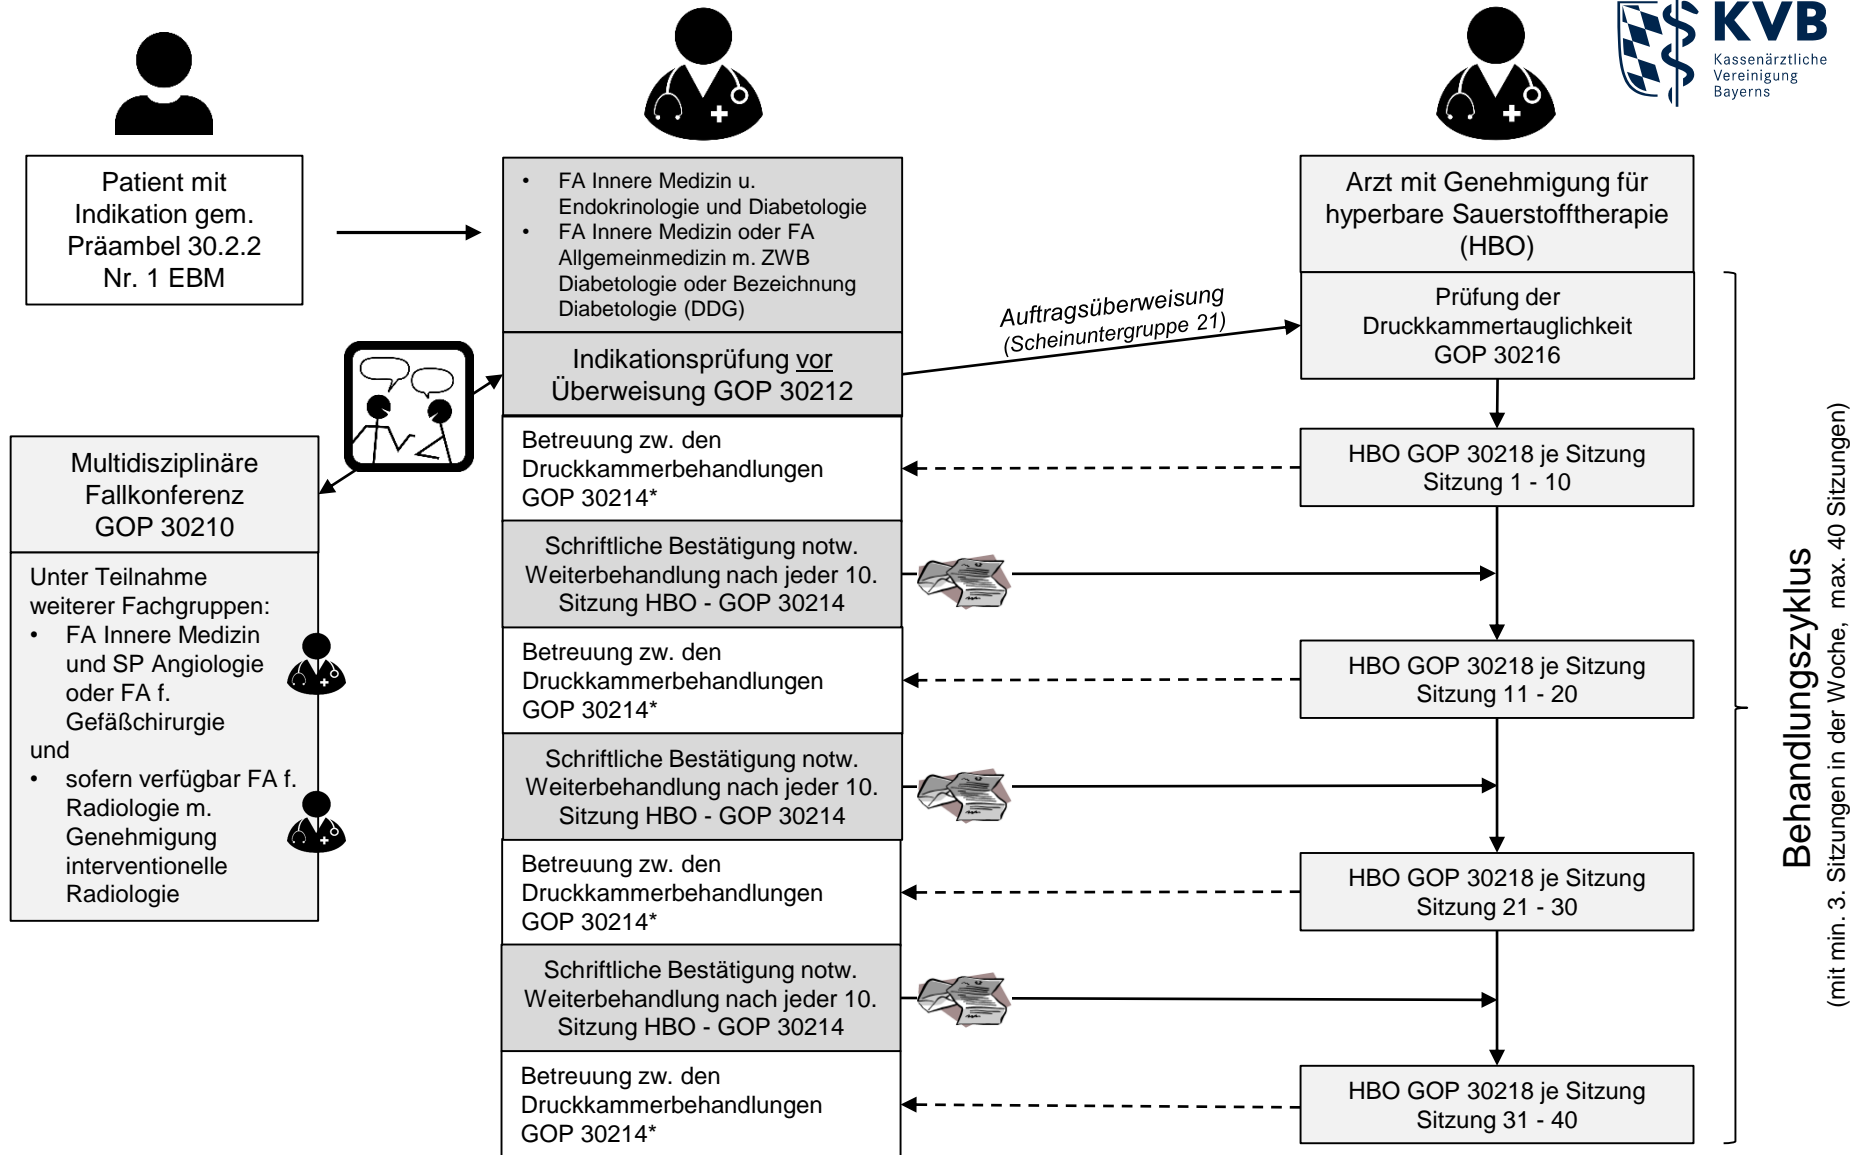 KVB
Kassenärztliche
Vereinigung
Bayerns
Patient mit
Indikation gem.
Präambel 30.2.2
Nr. 1 EBM
• FA Innere Medizin u.
Endokrinologie und Diabetologie
• FA Innere Medizin oder FA
Allgemeinmedizin m. ZWB
Diabetologie oder Bezeichnung
Diabetologie (DDG)
Indikationsprüfung vor
Überweisung GOP 30212
Auftragsüberweisung
(Scheinuntergruppe 21)
Arzt mit Genehmigung für
hyperbare Sauerstofftherapie
(HBO)
Prüfung der
Druckkammertauglichkeit
GOP 30216
Multidisziplinäre
Fallkonferenz
GOP 30210
Unter Teilnahme
weiterer Fachgruppen:
• FA Innere Medizin
und SP Angiologie
oder FA f.
Gefäßchirurgie
und
• sofern verfügbar FA f.
Radiologie m.
Genehmigung
interventionelle
Radiologie
Betreuung zw. den
Druckkammerbehandlungen
GOP 30214*
HBO GOP 30218 je Sitzung
Sitzung 1 - 10
Schriftliche Bestätigung notw.
Weiterbehandlung nach jeder 10.
Sitzung HBO - GOP 30214
Betreuung zw. den
Druckkammerbehandlungen
GOP 30214*
HBO GOP 30218 je Sitzung
Sitzung 11 - 20
Schriftliche Bestätigung notw.
Weiterbehandlung nach jeder 10.
Sitzung HBO - GOP 30214
Betreuung zw. den
Druckkammerbehandlungen
GOP 30214*
HBO GOP 30218 je Sitzung
Sitzung 21 - 30
Schriftliche Bestätigung notw.
Weiterbehandlung nach jeder 10.
Sitzung HBO - GOP 30214
Betreuung zw. den
Druckkammerbehandlungen
GOP 30214*
HBO GOP 30218 je Sitzung
Sitzung 31 - 40
Behandlungszyklus
(mit min. 3. Sitzungen in der Woche, max. 40 Sitzungen)